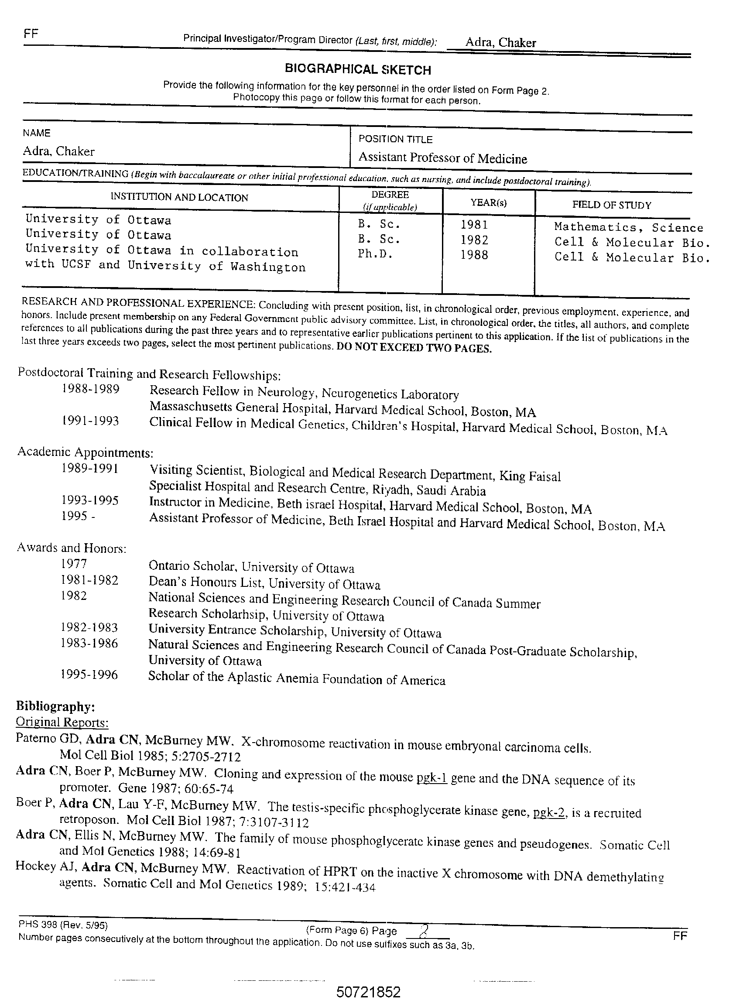 FF
Principal Investigator/Program Director (Last, first, middle): Adra, Chaker
BIOGRAPHICAL SKETCH
Provide the following information for the key personnel in the order listed on Form Page 2.
Photocopy this page or follow this format for each person.
NAME
Adra, Chaker
POSITION TITLE
Assistant Professor of Medicine
EDUCATION/TRAINING (Begin with baccalaureate or other initial professional education, such as nursing, and include postdoctoral training).
INSTITUTION AND LOCATION DEGREE (if applicable) YEAR(s) FIELD OF STUDY
University of Ottawa B. Sc. 1981 Mathematics, Science
University of Ottawa B. Sc. 1982 Cell & Molecular Bio.
University of Ottawa in collaboration Ph.D. 1988 Cell & Molecular Bio.
with UCSF and University of Washington
RESEARCH AND PROFESSIONAL EXPERIENCE: Concluding with present position, list, in chronological order, previous employment, experience, and
honors. Include present membership on any Federal Government public advisory committee. List, in chronological order, the titles, all authors, and complete
references to all publications during the past three years and to representative earlier publications pertinent to this application. If the list of publications in the
last three years exceeds two pages, select the most pertinent publications. DO NOT EXCEED TWO PAGES.
Postdoctoral Training and Research Fellowships:
1988-1989 Research Fellow in Neurology, Neurogenetics Laboratory
Massaschusetts General Hospital, Harvard Medical School, Boston, MA
1991-1993 Clinical Fellow in Medical Genetics, Children's Hospital, Harvard Medical School, Boston, MA
Academic Appointments:
1989-1991 Visiting Scientist, Biological and Medical Research Department, King Faisal
Specialist Hospital and Research Centre, Riyadh, Saudi Arabia
1993-1995 Instructor in Medicine, Beth israel Hospital, Harvard Medical School, Boston, MA
1995 - Assistant Professor of Medicine, Beth Israel Hospital and Harvard Medical School, Boston, MA
Awards and Honors:
1977 Ontario Scholar, University of Ottawa
1981-1982 Dean's Honours List, University of Ottawa
1982 National Sciences and Engineering Research Council of Canada Summer
Research Scholarhsip, University of Ottawa
1982-1983 University Entrance Scholarship, University of Ottawa
1983-1986 Natural Sciences and Engineering Research Council of Canada Post-Graduate Scholarship,
University of Ottawa
1995-1996 Scholar of the Aplastic Anemia Foundation of America
Bibliography:
Original Reports:
Paterno GD, Adra CN, McBurney MW. X-chromosome reactivation in mouse embryonal carcinoma cells.
Mol Cell Biol 1985; 5:2705-2712
Adra CN, Boer P, McBurney MW. Cloning and expression of the mouse pgk-1 gene and the DNA sequence of its
promoter. Gene 1987; 60:65-74
Boer P, Adra CN, Lau Y-F, McBurney MW. The testis-specific phosphoglycerate kinase gene, pgk-2, is a recruited
retroposon. Mol Cell Biol 1987; 7:3107-3112
Adra CN, Ellis N, McBurney MW. The family of mouse phosphoglycerate kinase genes and pseudogenes. Somatic Cell
and Mol Genetics 1988; 14:69-81
Hockey AJ, Adra CN, McBurney MW. Reactivation of HPRT on the inactive X chromosome with DNA demethylating
agents. Somatic Cell and Mol Genetics 1989; 15:421-434
PHS 398 (Rev. 5/95) (Form Page 6) Page 2 FF
Number pages consecutively at the bottom throughout the application. Do not use suffixes such as 3a, 3b.
50721852